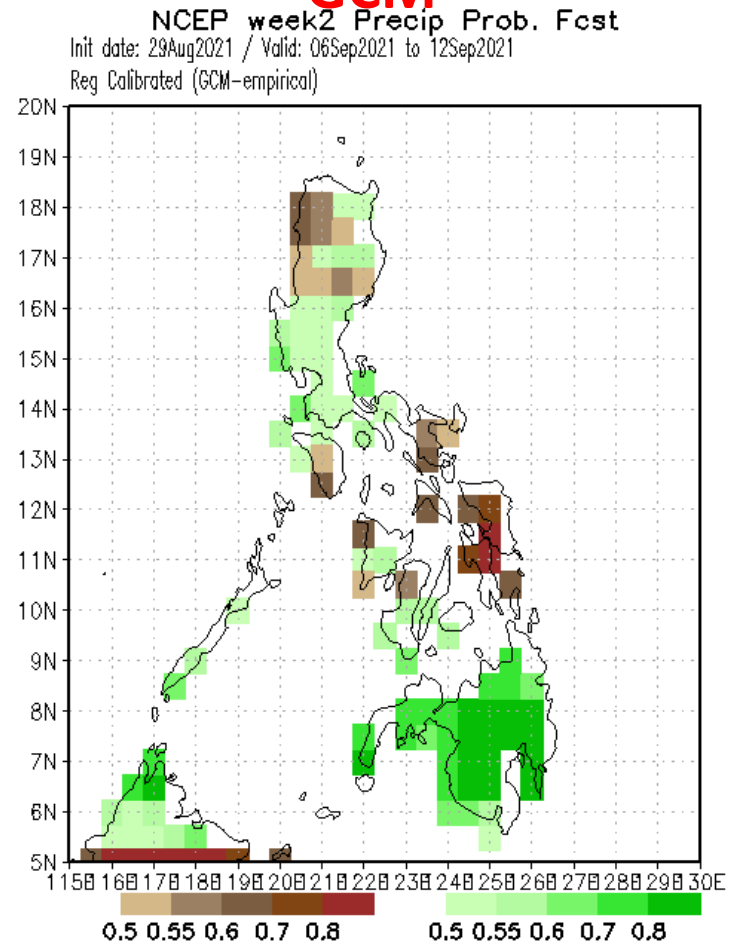 GCM
NCEP week2 Precip Prob. Fcst
Init date: 29Aug2021 / Valid: 06Sep2021 to 12Sep2021
Reg Calibrated (GCM-empirical)
20N
19N
18N
17N
16N
15N
14N
13N
12N
11N
10N
9N
8N
7N
6N
5N
115E 116E 117E 118E 119E 120E 121E 122E 123E 124E 125E 126E 127E 128E 129E 130E
0.5 0.55 0.6 0.7 0.8 0.5 0.55 0.6 0.7 0.8